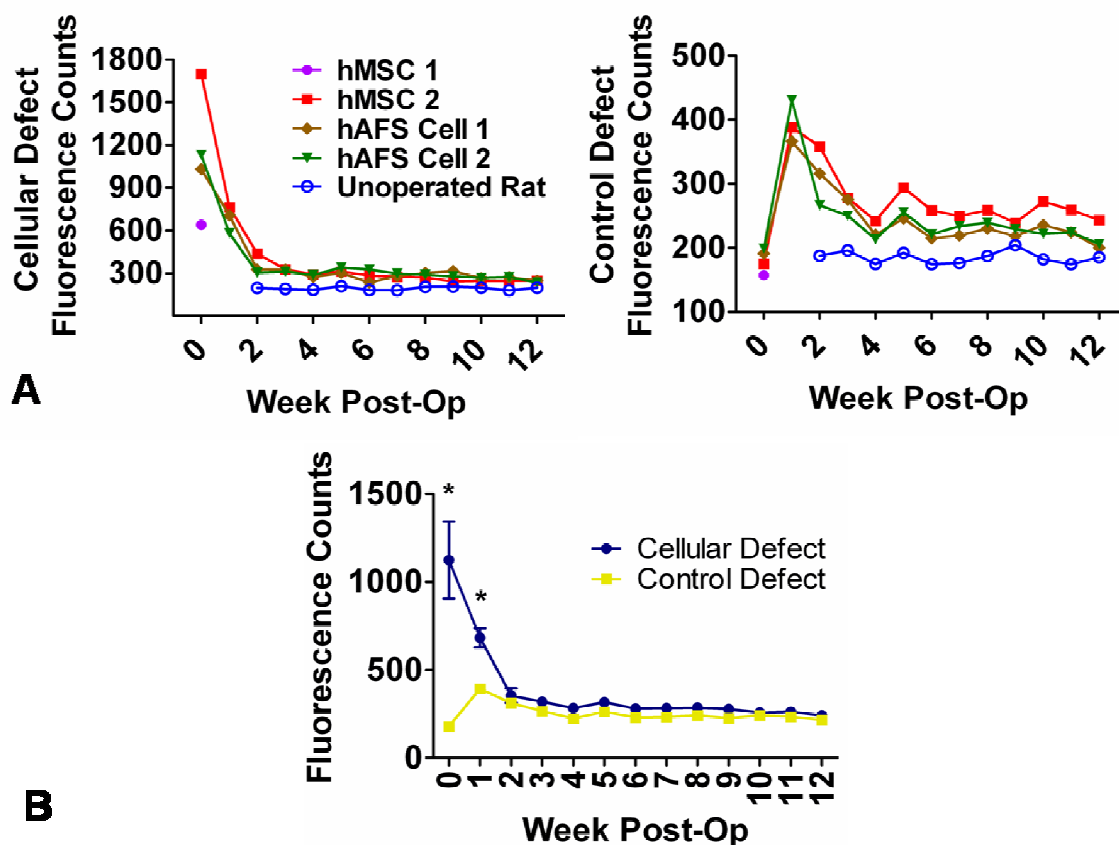 Cellular Defect
Fluorescence Counts
1800
1500
1200
900
600
300
0
2
4
6
8
10
12
Week Post-Op
hMSC 1
hMSC 2
hAFS Cell 1
hAFS Cell 2
Unoperated Rat
Control Defect
Fluorescence Counts
500
400
300
200
100
0
2
4
6
8
10
12
Week Post-Op
A
Fluorescence Counts
1500
1000
500
0
*
*
Cellular Defect
Control Defect
0
1
2
3
4
5
6
7
8
9
10
11
12
Week Post-Op
B